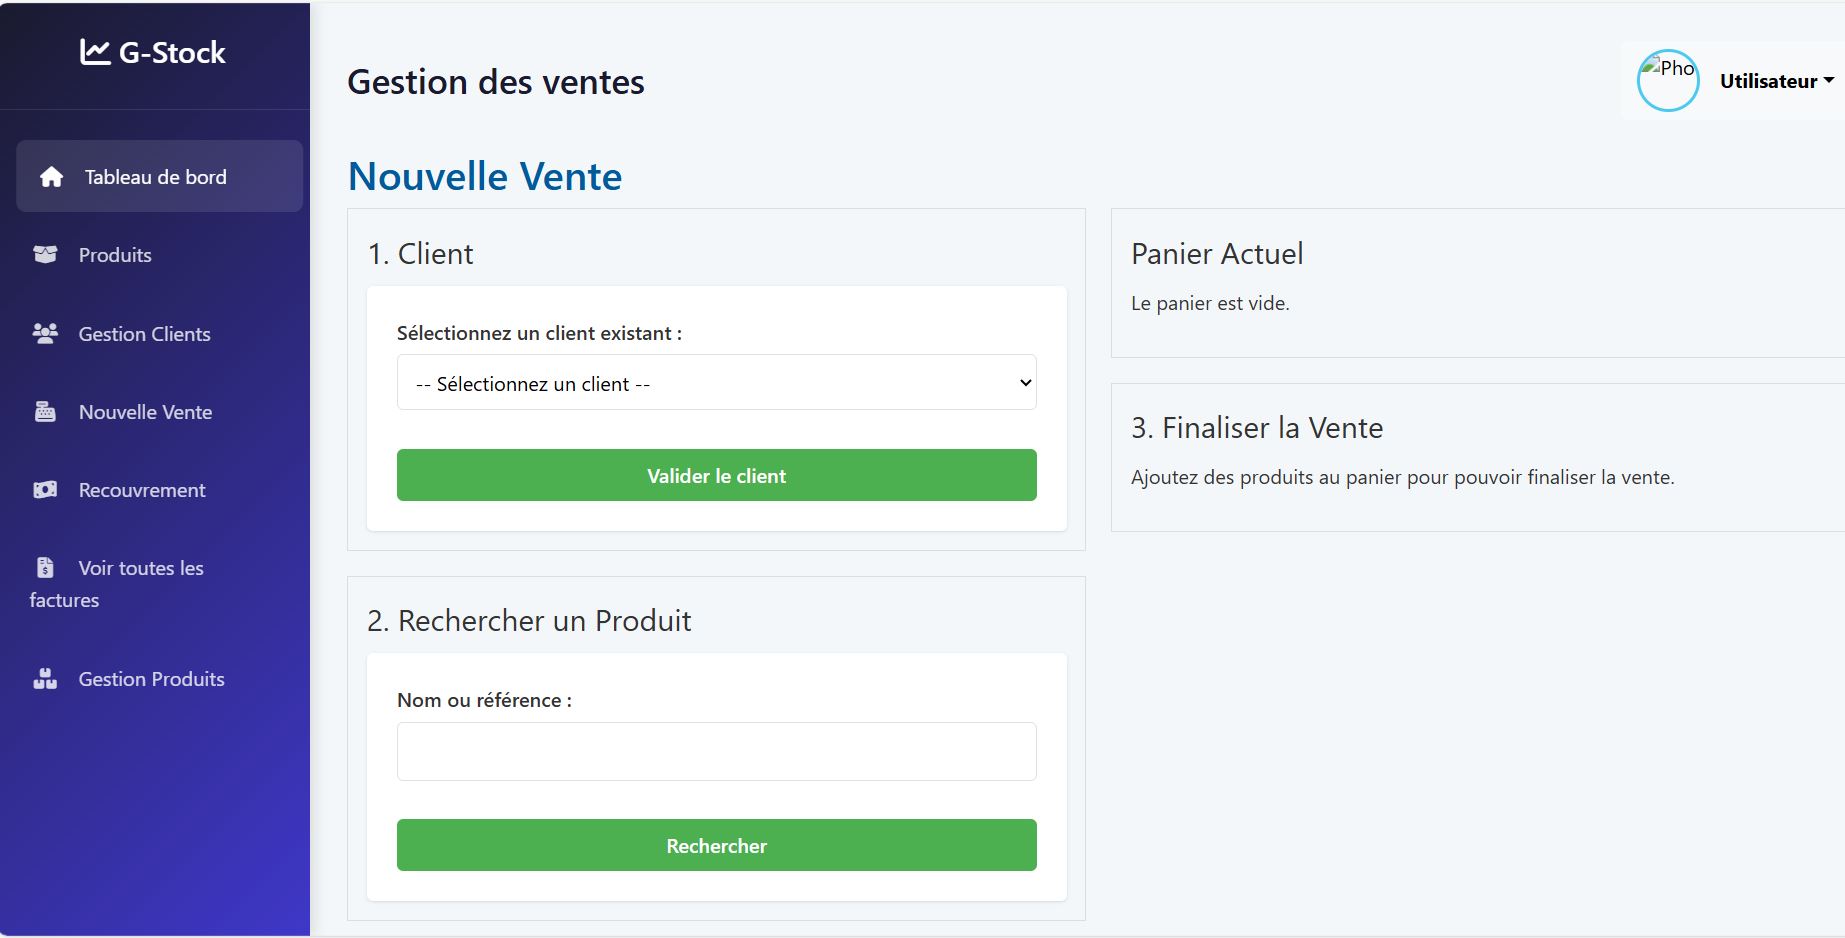 G-Stock
Tableau de bord
Produits
Gestion Clients
Nouvelle Vente
Recouvrement
Voir toutes les
factures
Gestion Produits
Gestion des ventes
Pho
Utilisateur
Nouvelle Vente
1. Client
Sélectionnez un client existant :
-- Sélectionnez un client --
Valider le client
2. Rechercher un Produit
Nom ou référence :
Rechercher
Panier Actuel
Le panier est vide.
3. Finaliser la Vente
Ajoutez des produits au panier pour pouvoir finaliser la vente.